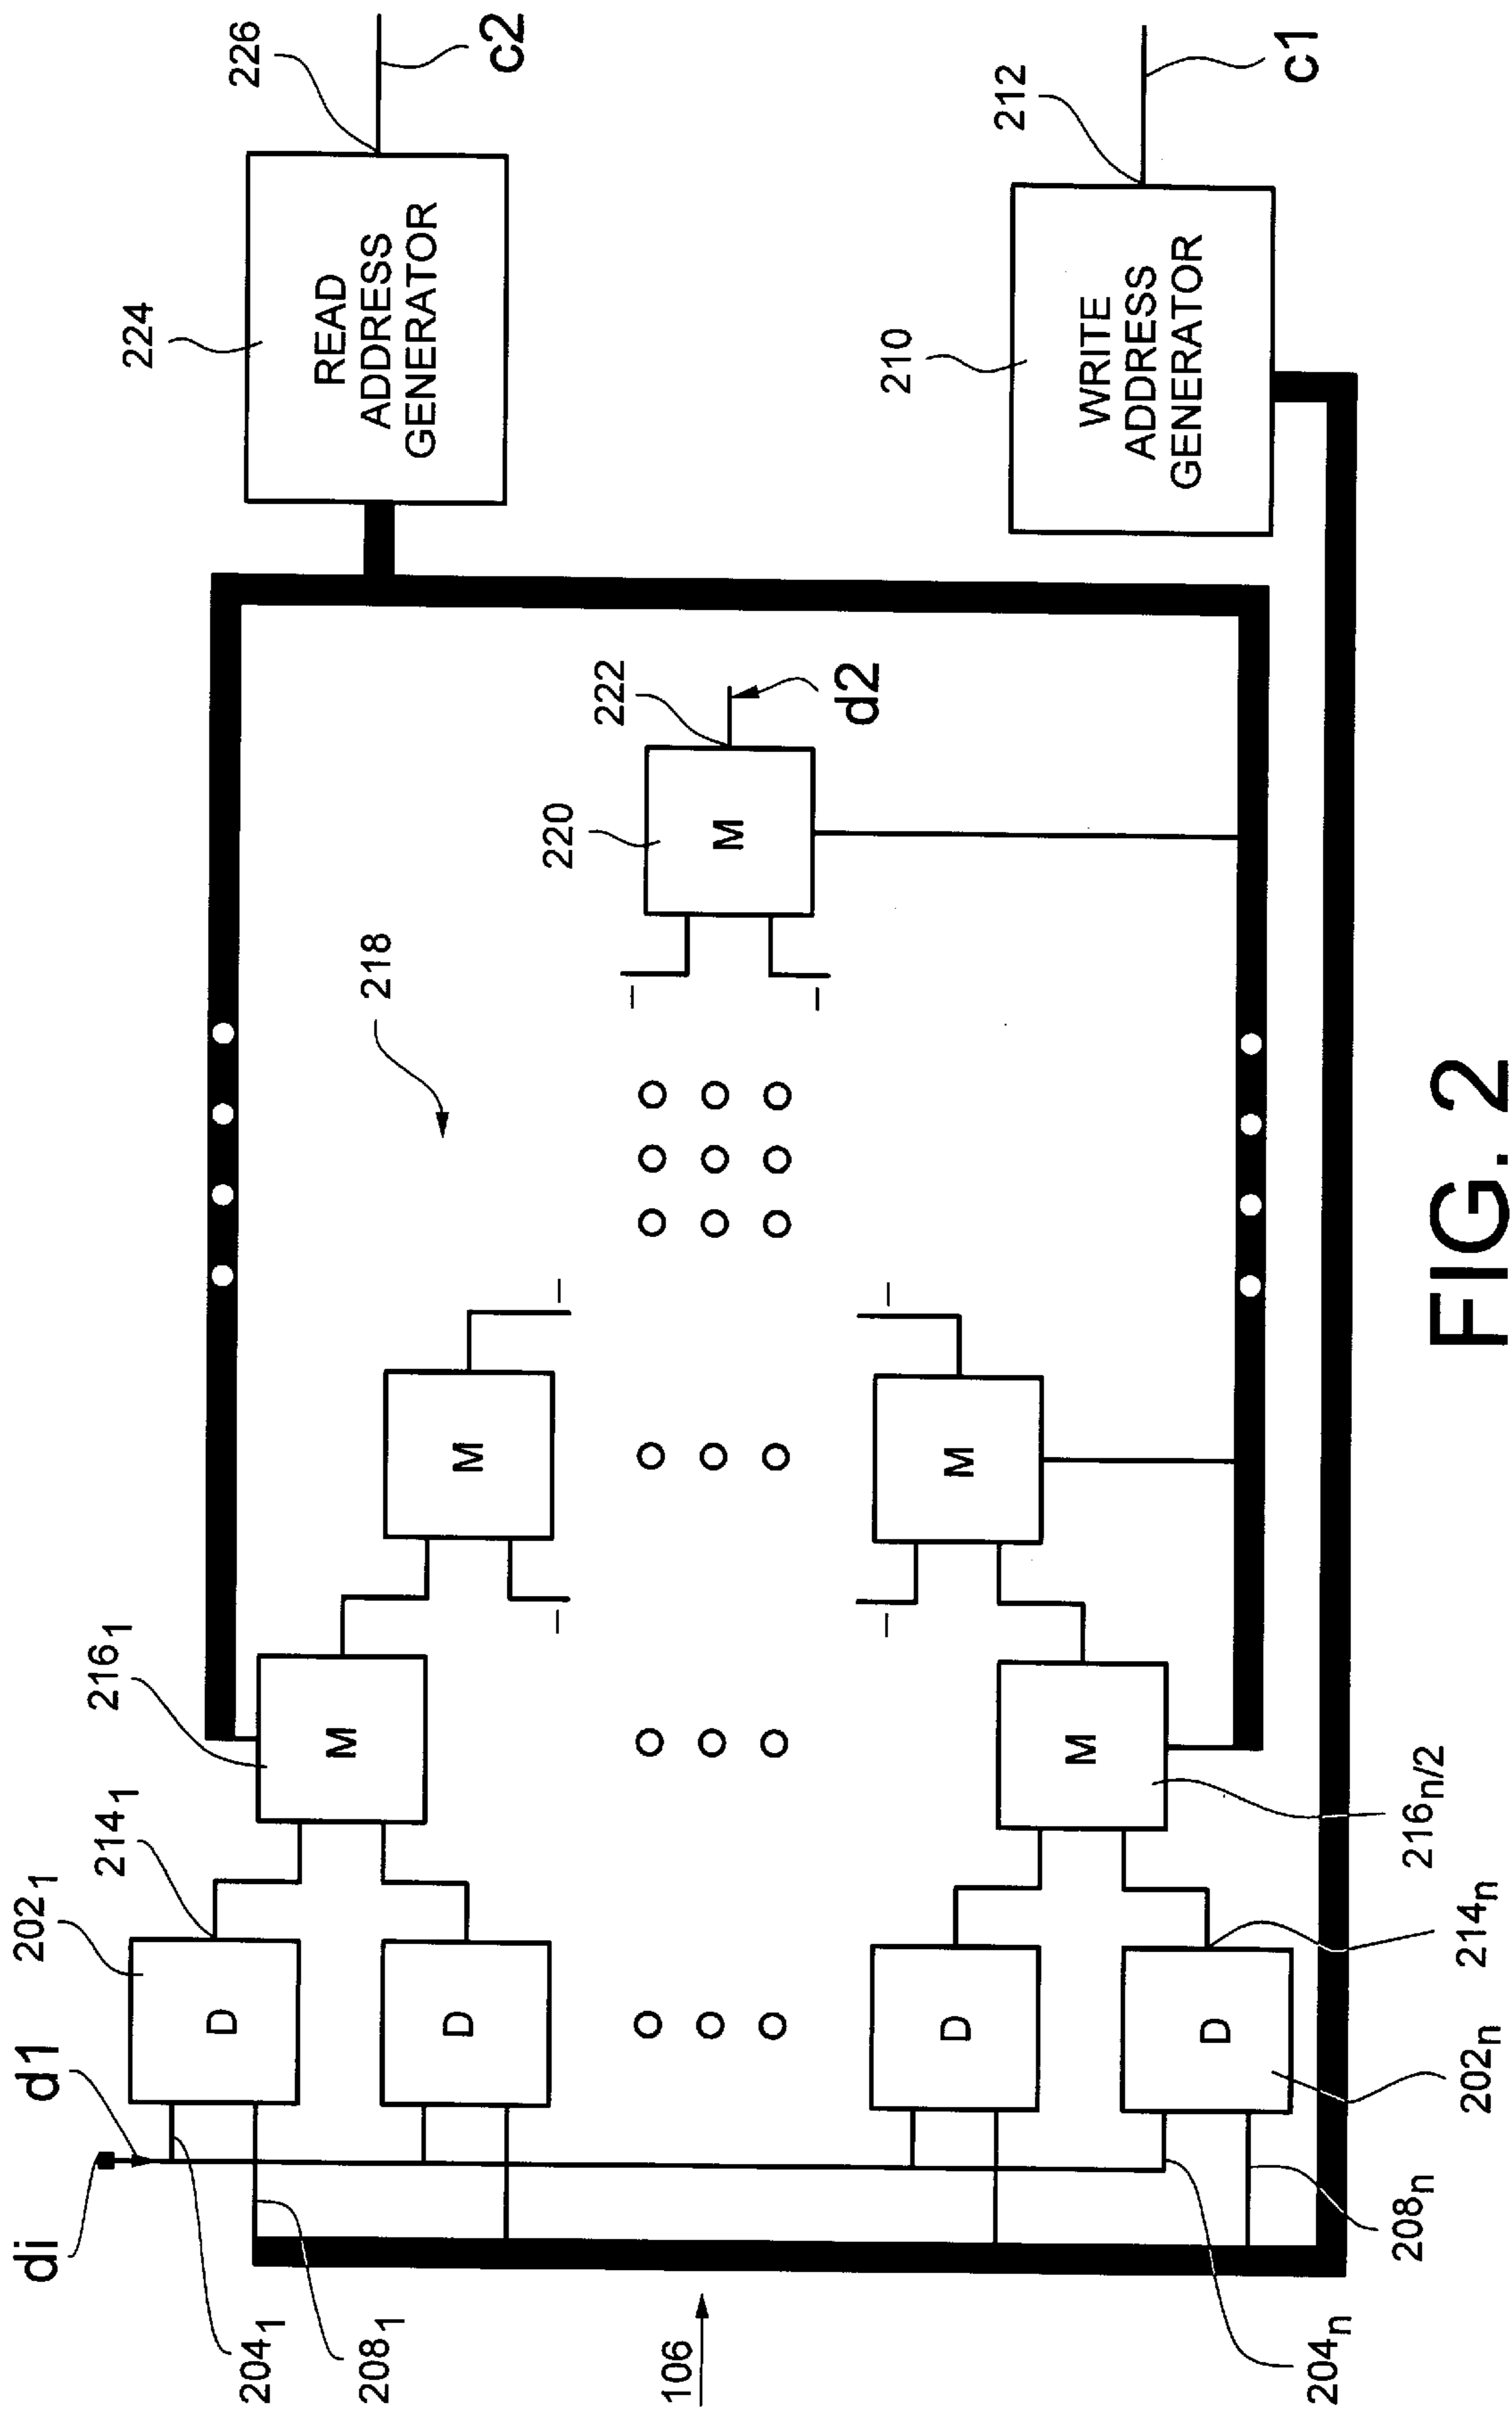 di
d1
202₁
214₁
216₁
218
224
226
c2
READ
ADDRESS
GENERATOR
204₁
208₁
D
D
D
D
M
M
M
M
220
M
222
d2
210
212
c1
WRITE
ADDRESS
GENERATOR
106
204ₙ
208ₙ
202ₙ
214ₙ
216ₙ/₂
FIG. 2